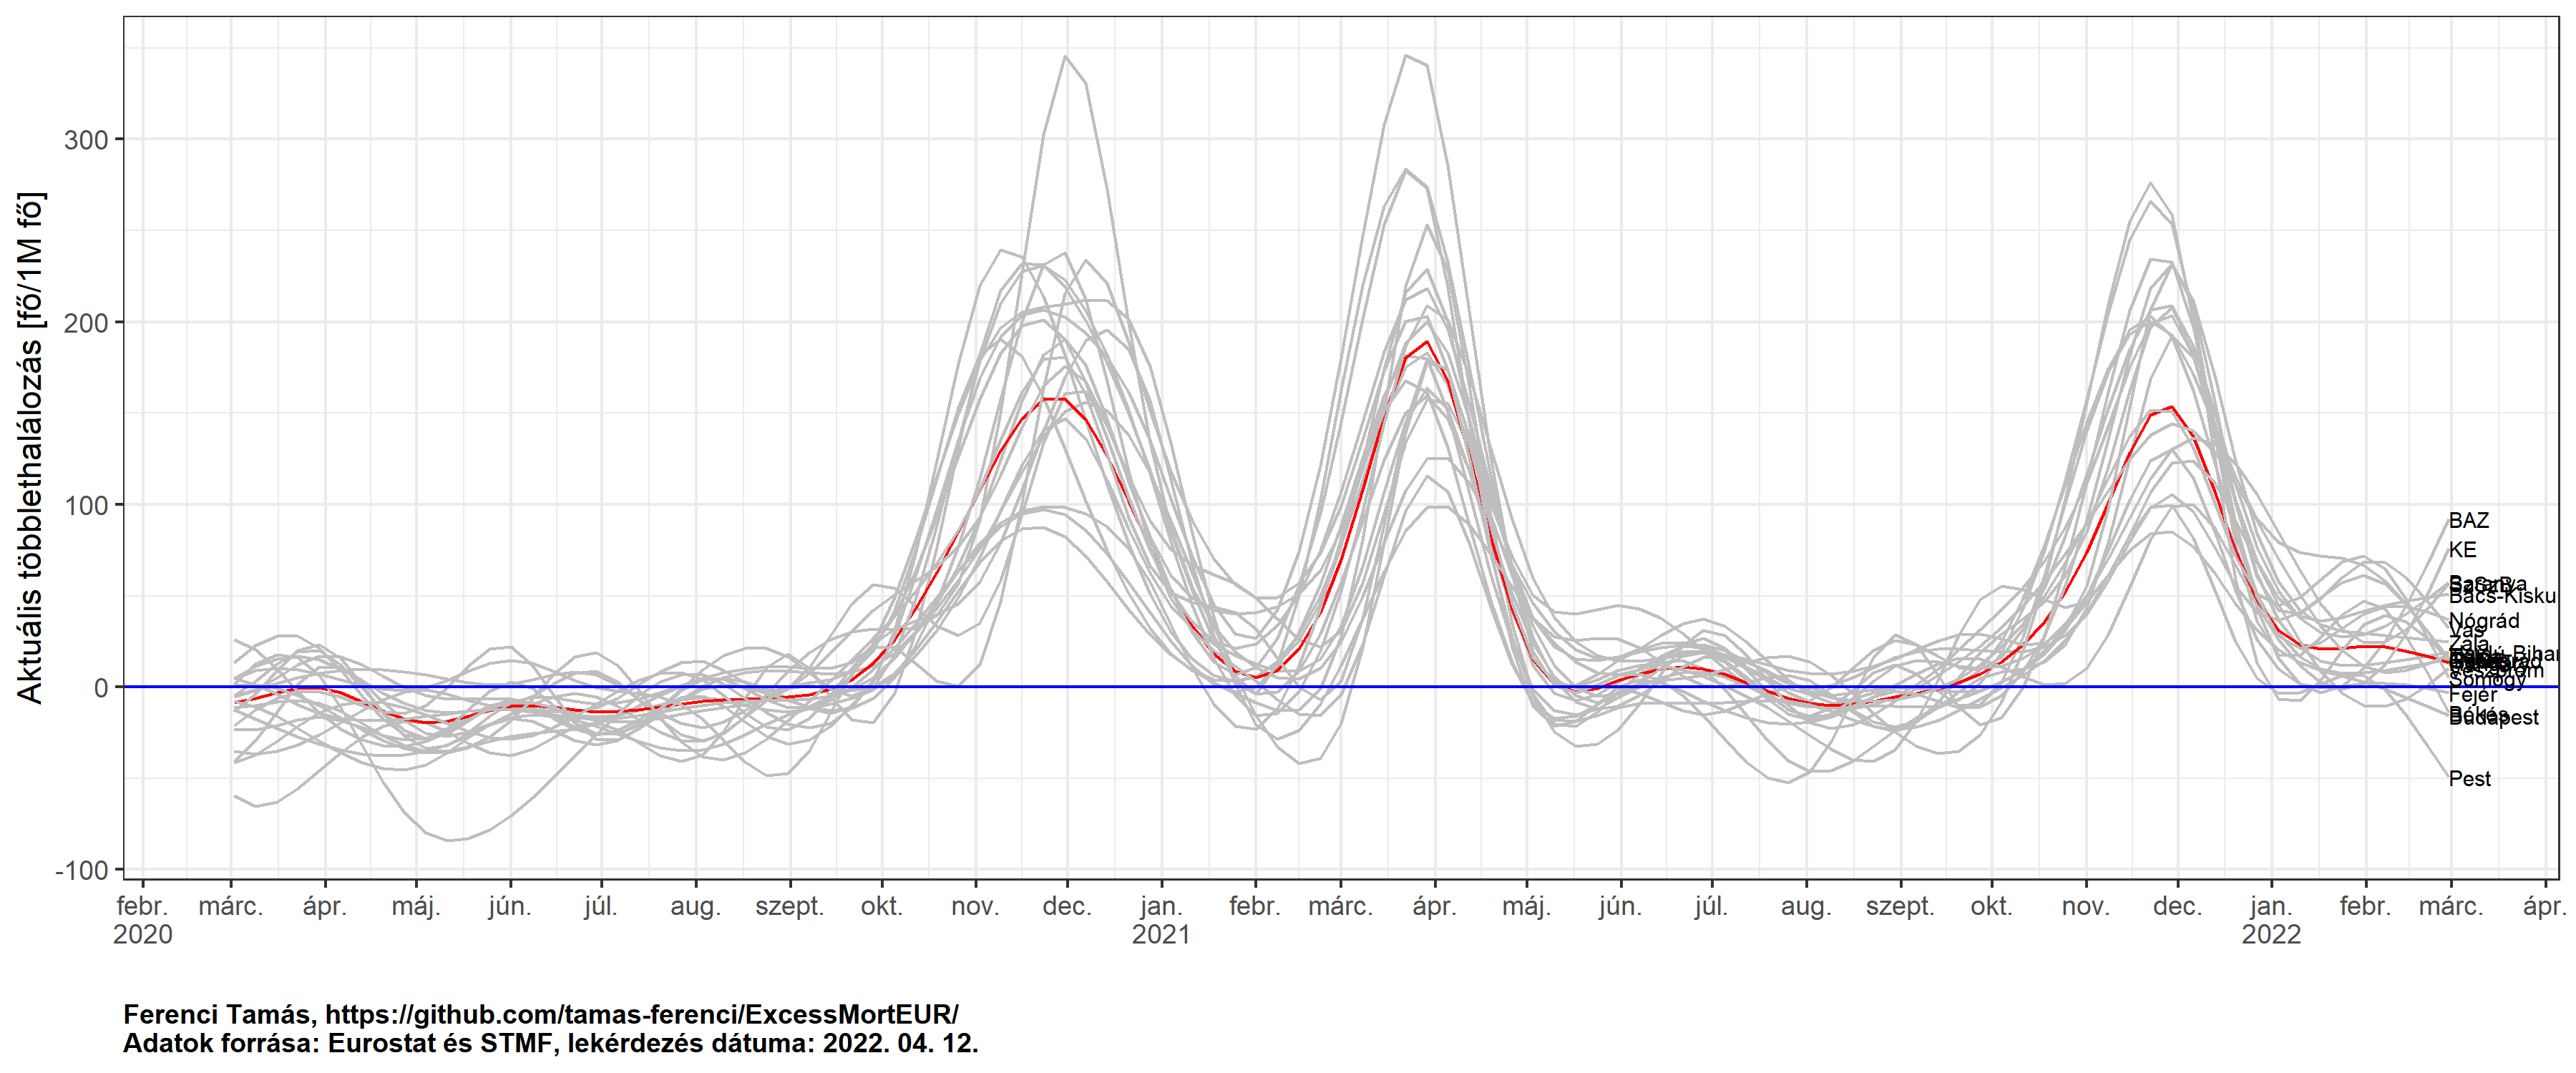 Aktuális többlethalálozás [fő/1M fő]
300
200
100
0
-100
BAZ
KE
Baranya
Bács-Kisku
Nógrád
Vas
Zala
Somogy
Fejér
Békés
Budapest
Pest
febr. márc. ápr. máj. jún. júl. aug. szept. okt. nov. dec. jan. febr. márc. ápr. máj. jún. júl. aug. szept. okt. nov. dec. jan. febr. márc. ápr.
2020 2021 2022
Ferenci Tamás, https://github.com/tamas-ferenci/ExcessMortEUR/
Adatok forrása: Eurostat és STMF, lekérdezés dátuma: 2022. 04. 12.